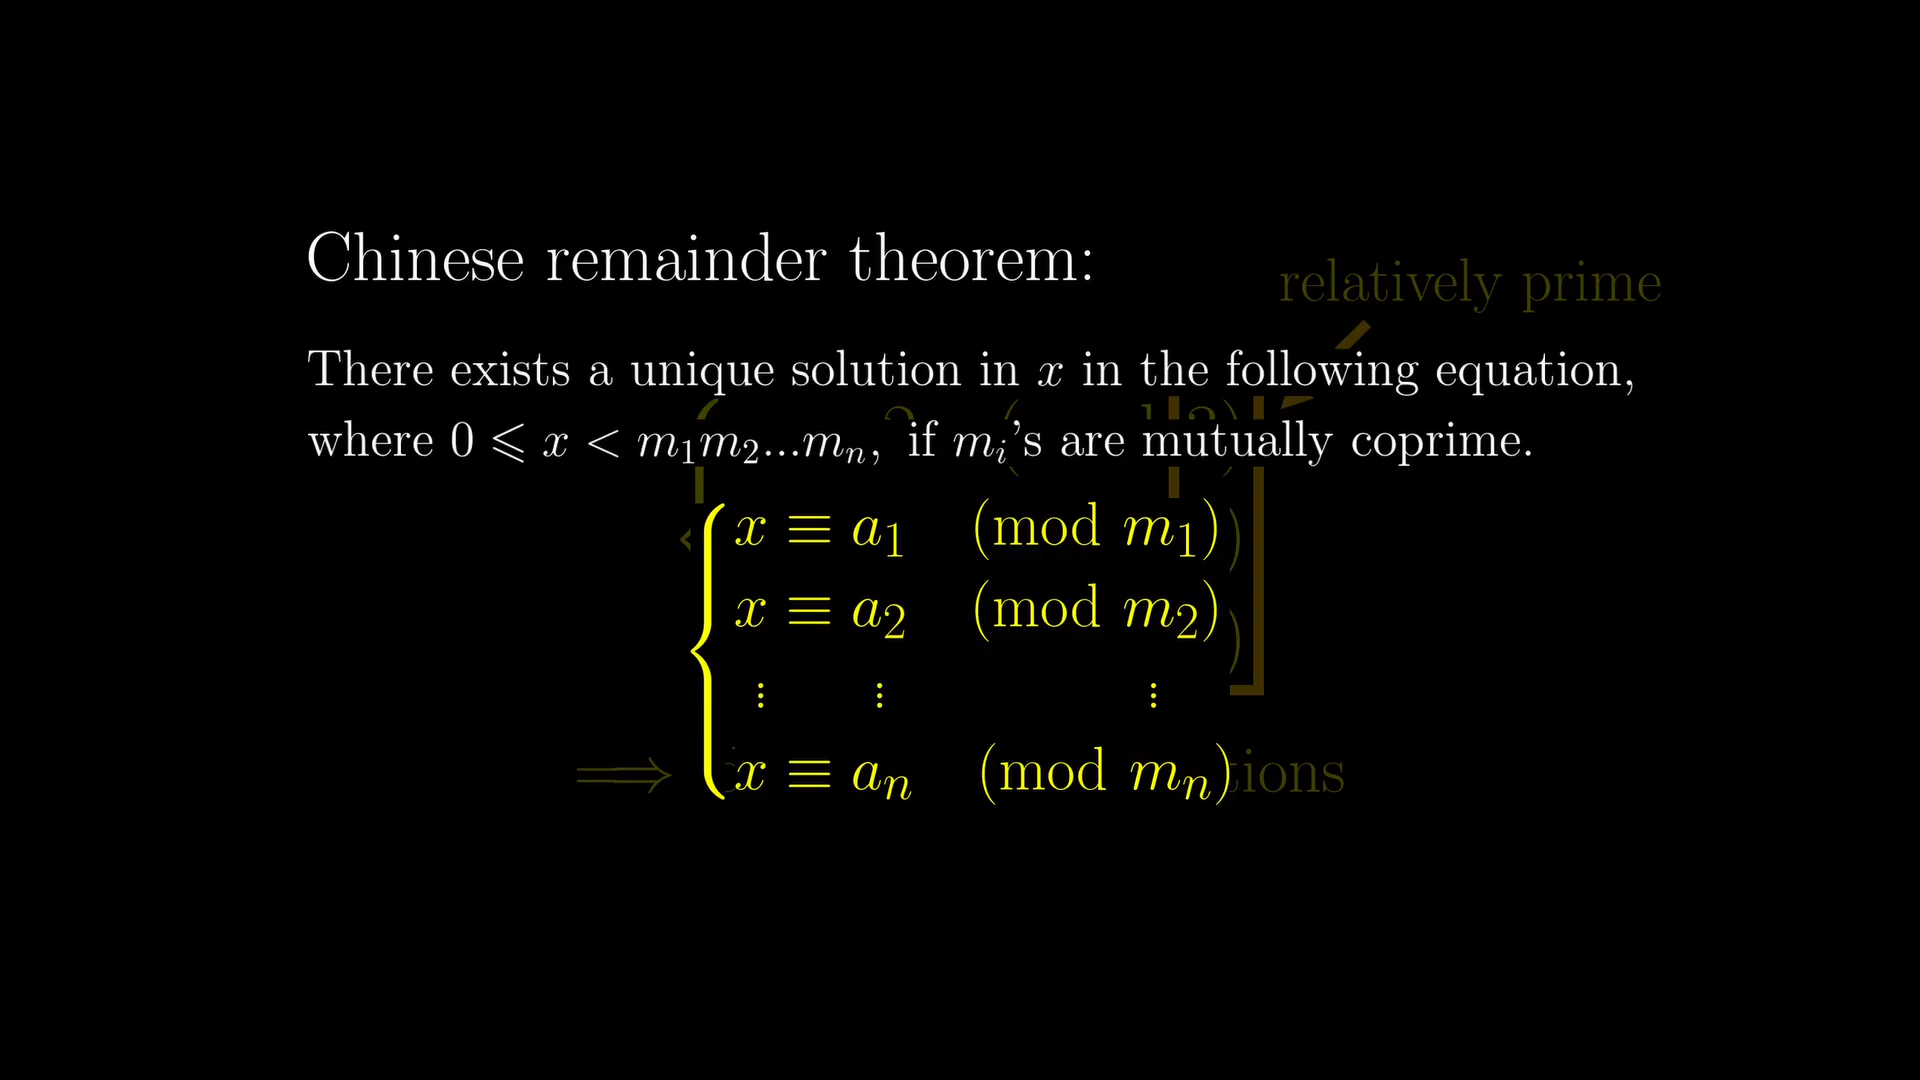 Chinese remainder theorem:
relatively prime
There exists a unique solution in x in the following equation,
where 0 ⩽ x < m₁m₂...mₙ, if mᵢ's are mutually coprime.
x ≡ a₁ (mod m₁)
x ≡ a₂ (mod m₂)
⋮ ⋮ ⋮
x ≡ aₙ (mod mₙ)
⟹